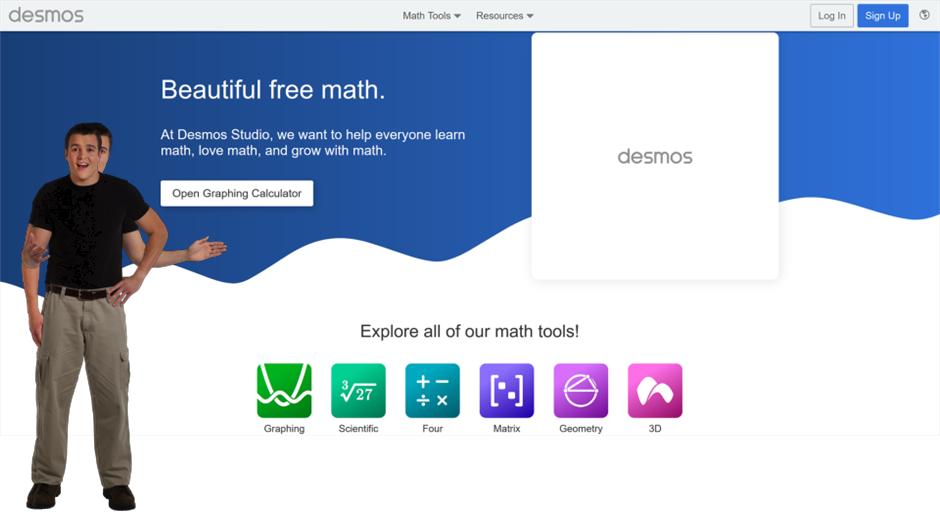 desmos
Math Tools
Resources
Log In
Sign Up
Beautiful free math.
At Desmos Studio, we want to help everyone learn
math, love math, and grow with math.
Open Graphing Calculator
desmos
Explore all of our math tools!
3√27
+ −
÷ ×
Graphing
Scientific
Four
Matrix
Geometry
3D